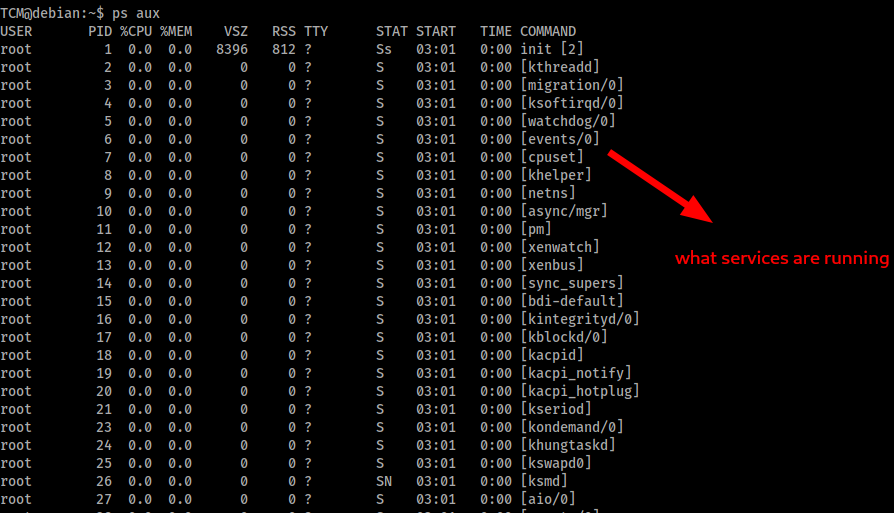 TCM@debian:~$ ps aux
USER       PID %CPU %MEM    VSZ   RSS TTY      STAT START   TIME COMMAND
root         1  0.0  0.0   8396   812 ?        Ss   03:01   0:00 init [2]
root         2  0.0  0.0      0     0 ?        S    03:01   0:00 [kthreadd]
root         3  0.0  0.0      0     0 ?        S    03:01   0:00 [migration/0]
root         4  0.0  0.0      0     0 ?        S    03:01   0:00 [ksoftirqd/0]
root         5  0.0  0.0      0     0 ?        S    03:01   0:00 [watchdog/0]
root         6  0.0  0.0      0     0 ?        S    03:01   0:00 [events/0]
root         7  0.0  0.0      0     0 ?        S    03:01   0:00 [cpuset]
root         8  0.0  0.0      0     0 ?        S    03:01   0:00 [khelper]
root         9  0.0  0.0      0     0 ?        S    03:01   0:00 [netns]
root        10  0.0  0.0      0     0 ?        S    03:01   0:00 [async/mgr]
root        11  0.0  0.0      0     0 ?        S    03:01   0:00 [pm]
root        12  0.0  0.0      0     0 ?        S    03:01   0:00 [xenwatch]
what services are running
root        13  0.0  0.0      0     0 ?        S    03:01   0:00 [xenbus]
root        14  0.0  0.0      0     0 ?        S    03:01   0:00 [sync_supers]
root        15  0.0  0.0      0     0 ?        S    03:01   0:00 [bdi-default]
root        16  0.0  0.0      0     0 ?        S    03:01   0:00 [kintegrityd/0]
root        17  0.0  0.0      0     0 ?        S    03:01   0:00 [kblockd/0]
root        18  0.0  0.0      0     0 ?        S    03:01   0:00 [kacpid]
root        19  0.0  0.0      0     0 ?        S    03:01   0:00 [kacpi_notify]
root        20  0.0  0.0      0     0 ?        S    03:01   0:00 [kacpi_hotplug]
root        21  0.0  0.0      0     0 ?        S    03:01   0:00 [kseriod]
root        23  0.0  0.0      0     0 ?        S    03:01   0:00 [kondemand/0]
root        24  0.0  0.0      0     0 ?        S    03:01   0:00 [khungtaskd]
root        25  0.0  0.0      0     0 ?        S    03:01   0:00 [kswapd0]
root        26  0.0  0.0      0     0 ?        SN   03:01   0:00 [ksmd]
root        27  0.0  0.0      0     0 ?        S    03:01   0:00 [aio/0]